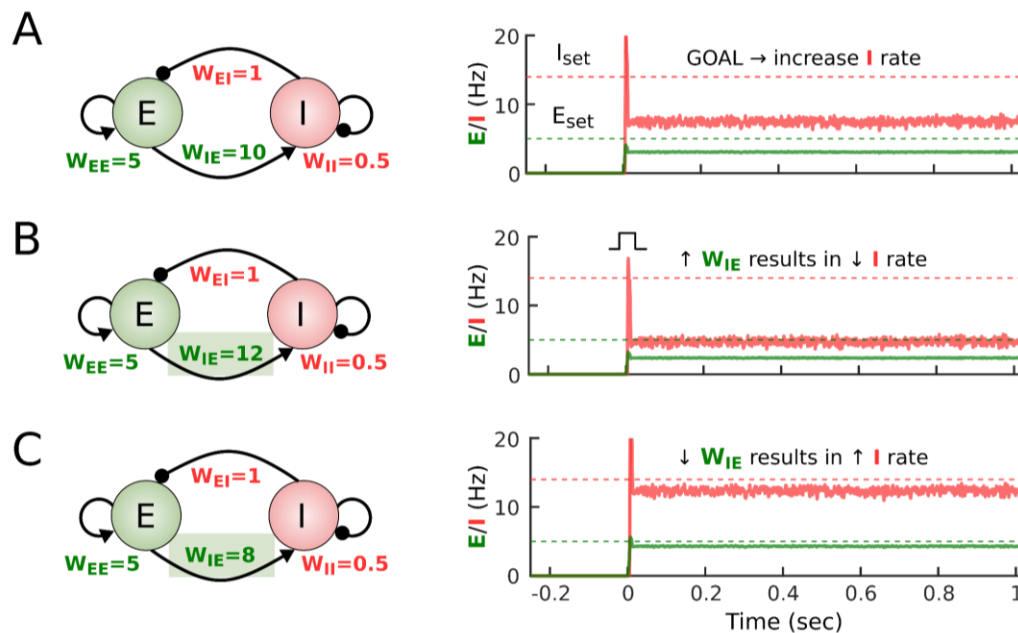 A
W_EI=1
E
I
W_EE=5
W_IE=10
W_II=0.5
20
10
0
E/I (Hz)
I_set
GOAL → increase I rate
E_set
B
W_EI=1
E
I
W_EE=5
W_IE=12
W_II=0.5
20
10
0
E/I (Hz)
↑ W_IE results in ↓ I rate
C
W_EI=1
E
I
W_EE=5
W_IE=8
W_II=0.5
20
10
0
E/I (Hz)
↓ W_IE results in ↑ I rate
-0.2 0 0.2 0.4 0.6 0.8 1
Time (sec)